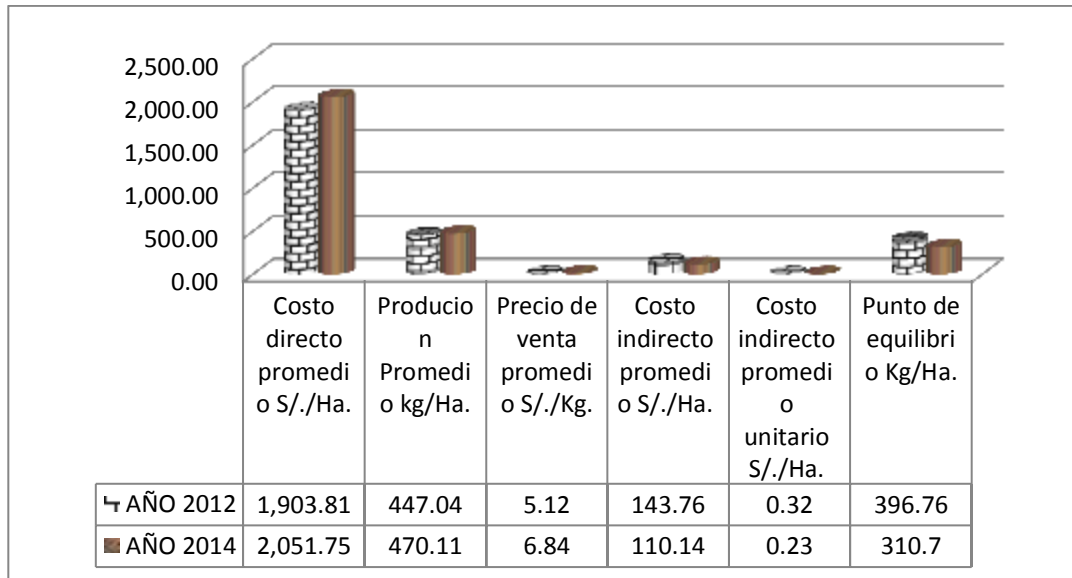 2,500.00
2,000.00
1,500.00
1,000.00
500.00
0.00
Costo
directo
promedi
o S/./Ha.
Producio
n
Promedi
o kg/Ha.
Precio de
venta
promedio
S/./Kg.
Costo
indirecto
promedi
o S/./Ha.
Costo
indirecto
promedi
o
unitario
S/./Ha.
Punto de
equilibri
o Kg/Ha.
AÑO 2012 1,903.81 447.04 5.12 143.76 0.32 396.76
AÑO 2014 2,051.75 470.11 6.84 110.14 0.23 310.7